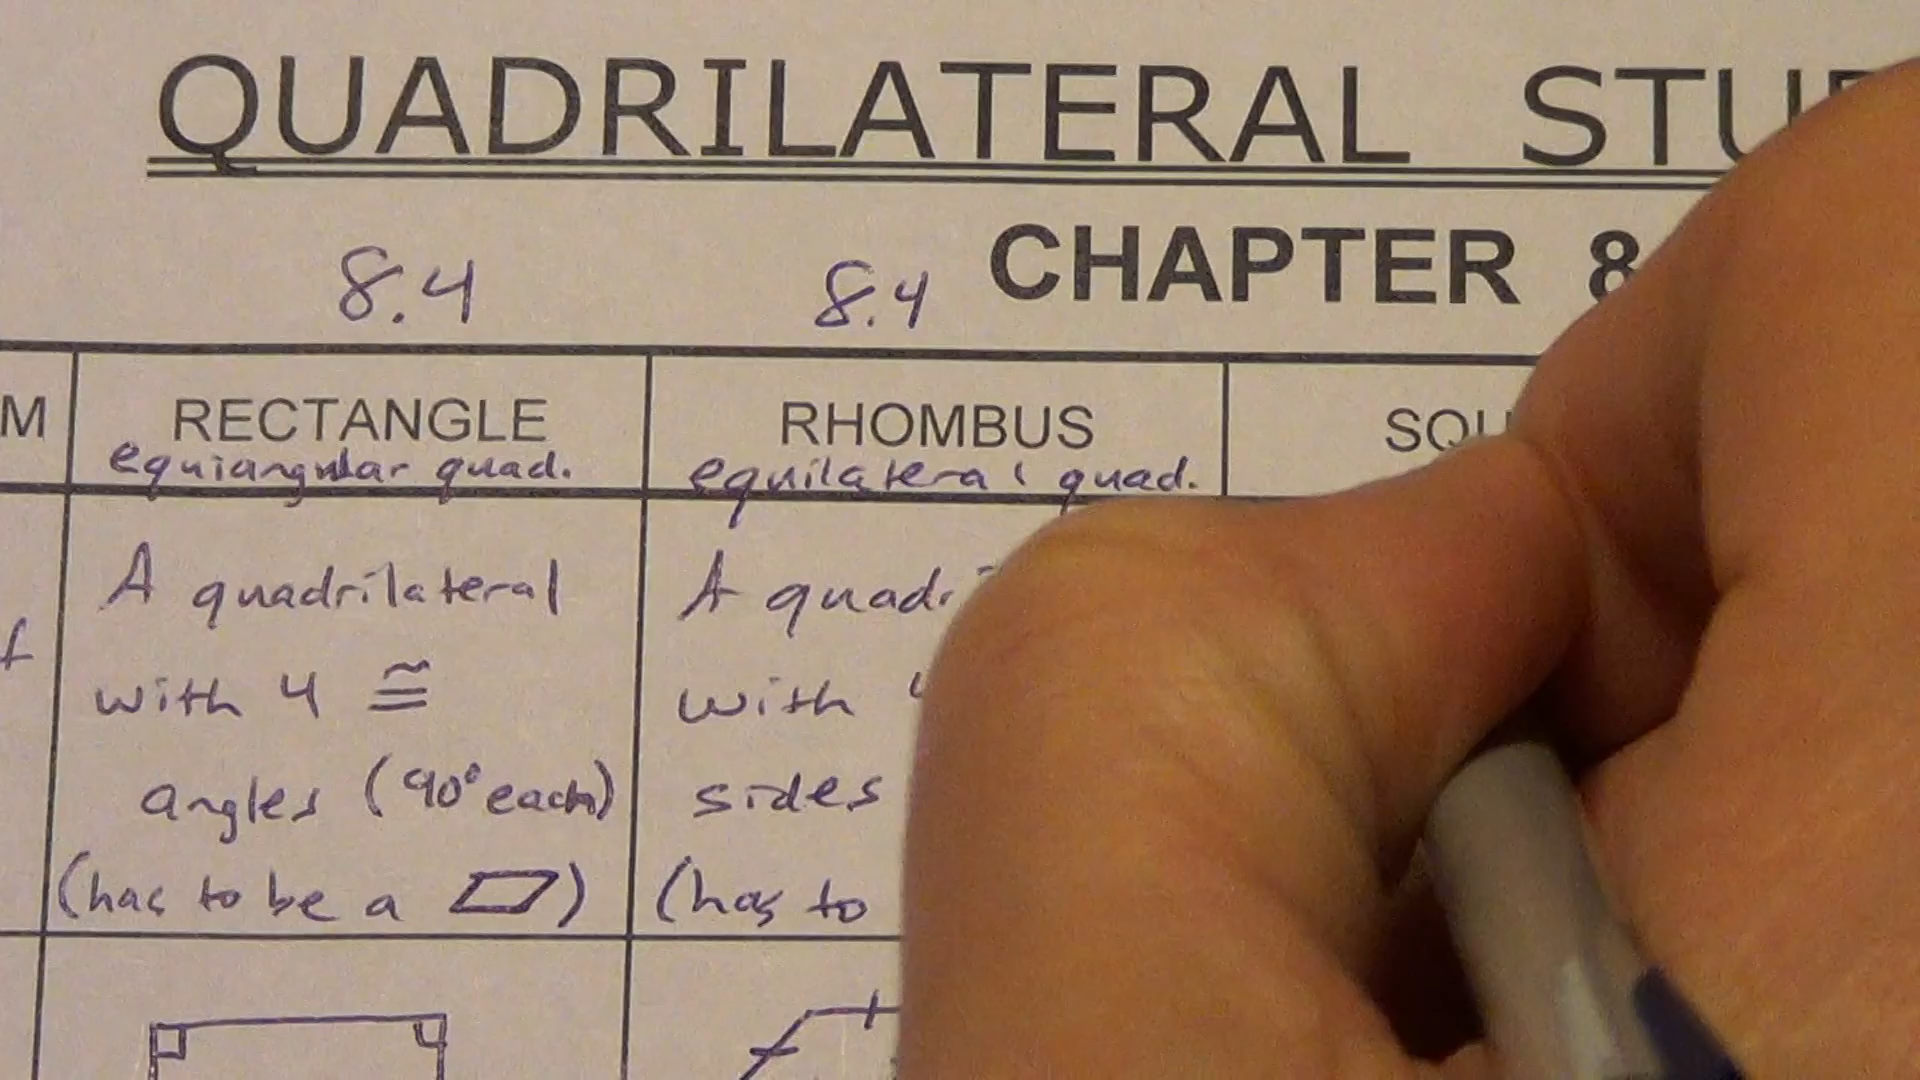 QUADRILATERAL STU
CHAPTER 8
8.4
8.4
M
RECTANGLE
equiangular quad.
RHOMBUS
equilateral quad.
SQU
A quadrilateral
with 4 ≅
angles (90° each)
(has to be a ▱)
A quadri
with
sides
(has to